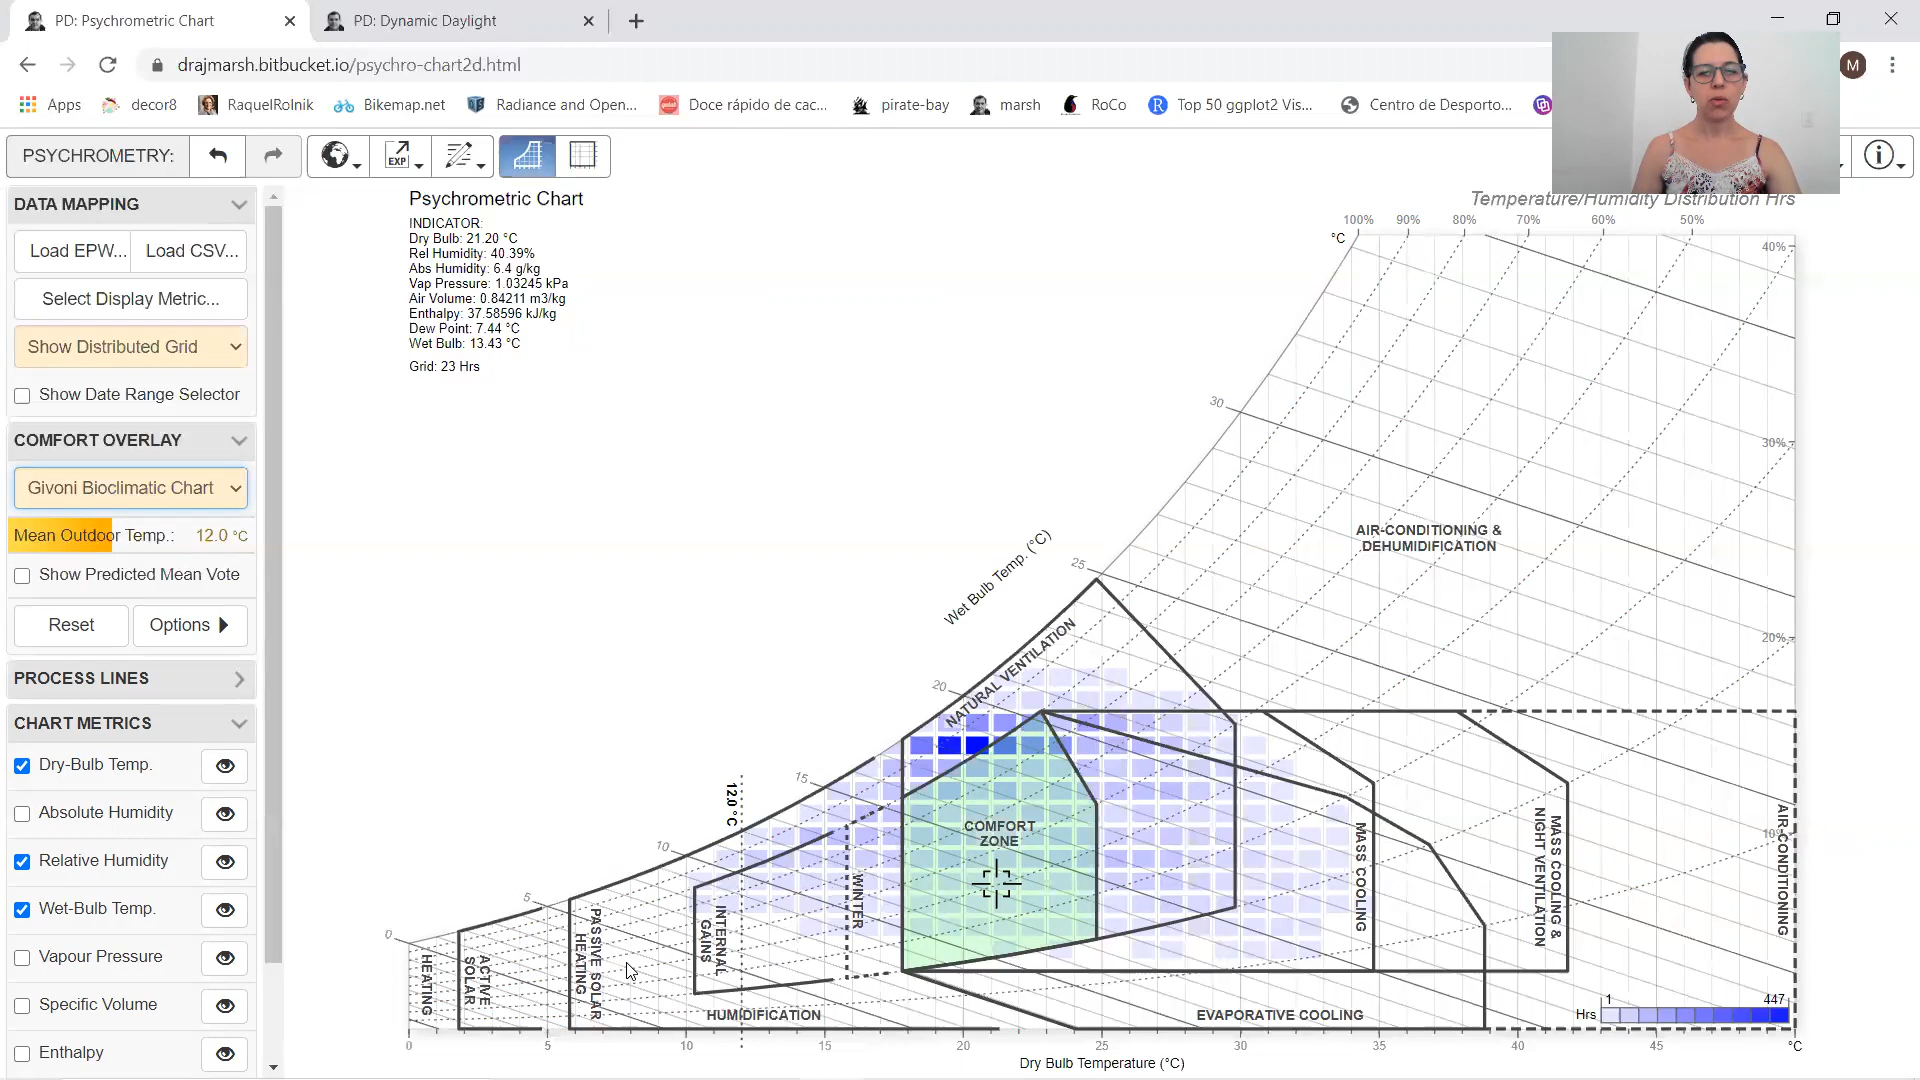 PD: Psychrometric Chart
PD: Dynamic Daylight
drajmarsh.bitbucket.io/psychro-chart2d.html
M
Apps
decor8
RaquelRolnik
Bikemap.net
Radiance and Open...
Doce rápido de cac...
pirate-bay
marsh
RoCo
Top 50 ggplot2 Vis...
Centro de Desporto...
PSYCHROMETRY:
EXP
DATA MAPPING
Load EPW...
Load CSV...
Select Display Metric...
Show Distributed Grid
Show Date Range Selector
COMFORT OVERLAY
Givoni Bioclimatic Chart
Mean Outdoor Temp.: 12.0 °C
Show Predicted Mean Vote
Reset
Options
PROCESS LINES
CHART METRICS
Dry-Bulb Temp.
Absolute Humidity
Relative Humidity
Wet-Bulb Temp.
Vapour Pressure
Specific Volume
Enthalpy
Psychrometric Chart
INDICATOR:
Dry Bulb: 21.20 °C
Rel Humidity: 40.39%
Abs Humidity: 6.4 g/kg
Vap Pressure: 1.03245 kPa
Air Volume: 0.84211 m3/kg
Enthalpy: 37.58596 kJ/kg
Dew Point: 7.44 °C
Wet Bulb: 13.43 °C
Grid: 23 Hrs
Temperature/Humidity Distribution Hrs
100% 90% 80% 70% 60% 50%
°C
40%
30%
20%
10%
30
25
20
15
10
5
0
Wet Bulb Temp. (°C)
AIR-CONDITIONING &
DEHUMIDIFICATION
NATURAL VENTILATION
12.0 °C
COMFORT
ZONE
WINTER
INTERNAL
GAINS
PASSIVE SOLAR
HEATING
ACTIVE
SOLAR
HEATING
MASS COOLING
MASS COOLING &
NIGHT VENTILATION
AIR CONDITIONING
HUMIDIFICATION
EVAPORATIVE COOLING
1 447
Hrs
0 5 10 15 20 25 30 35 40 45 °C
Dry Bulb Temperature (°C)